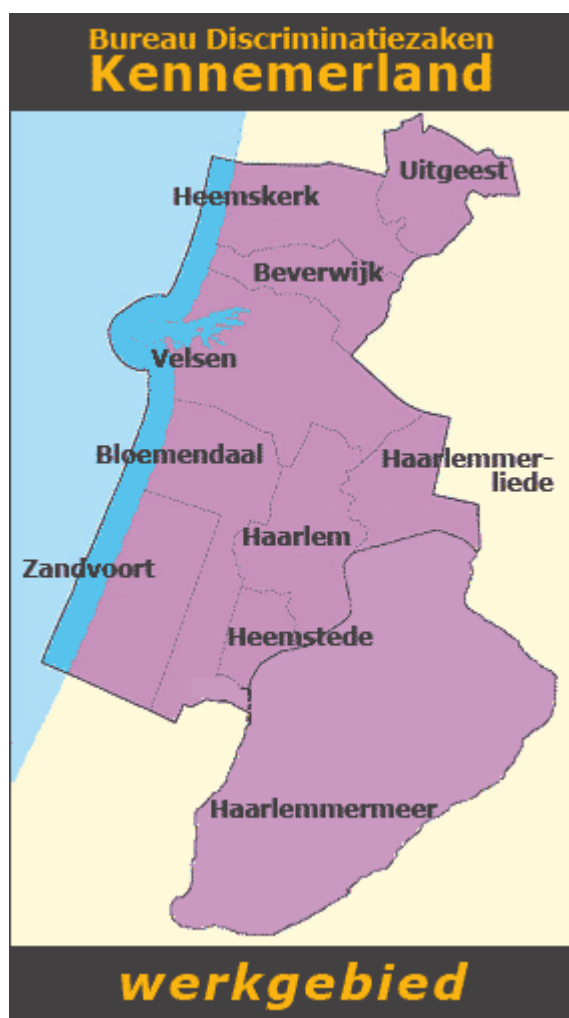 Bureau Discriminatiezaken
Kennemerland
Uitgeest
Heemskerk
Beverwijk
Velsen
Bloemendaal
Haarlemmer-
liede
Haarlem
Zandvoort
Heemstede
Haarlemmermeer
werkgebied